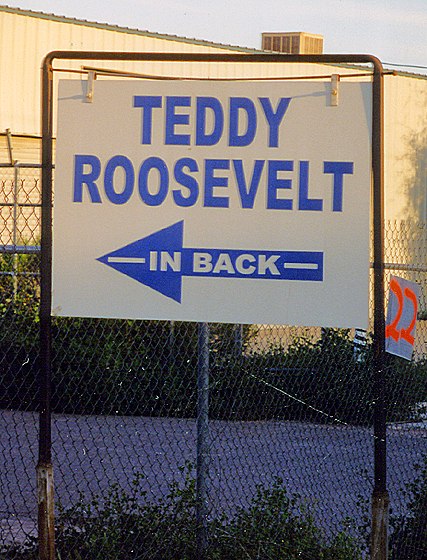 TEDDY
ROOSEVELT
IN BACK
22